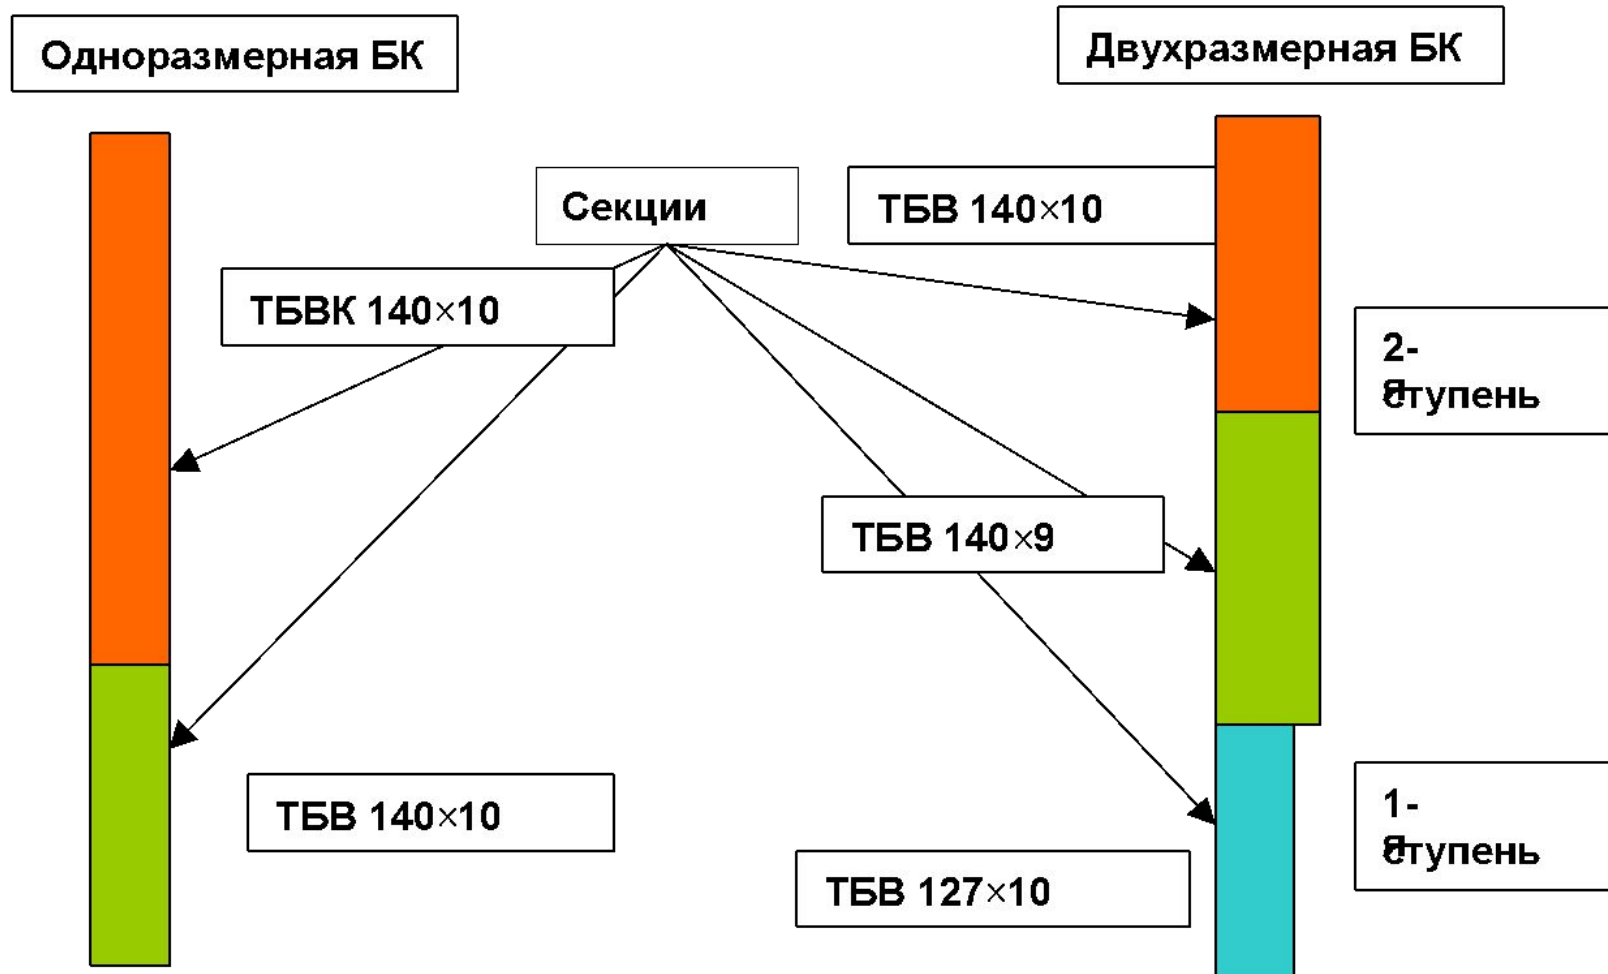 Одноразмерная БК
Двухразмерная БК
Секции
ТБВ 140×10
ТБВК 140×10
2-
я
ступень
ТБВ 140×9
ТБВ 140×10
1-
я
ступень
ТБВ 127×10